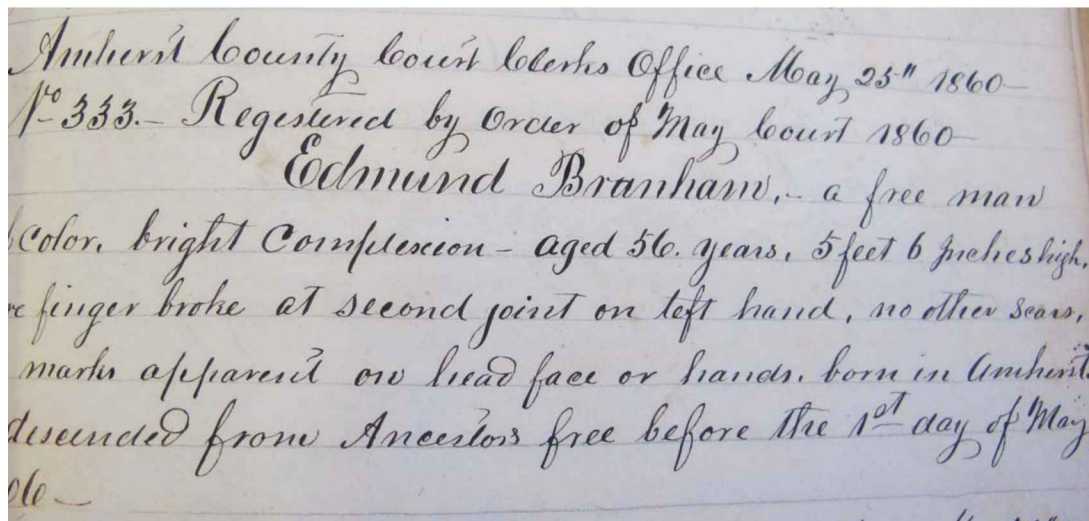 Amherst County Court Clerks Office May 25" 1860—
No 333.— Registered by Order of May Court 1860—
Edmund Branham,— a free man
color, bright Complexion — aged 56. years, 5 feet 6 Inches high,
finger broke at second joint on left hand, no other scars,
marks apparent on head face or hands. born in Amherst
descended from Ancestors free before the 1st day of May
06—